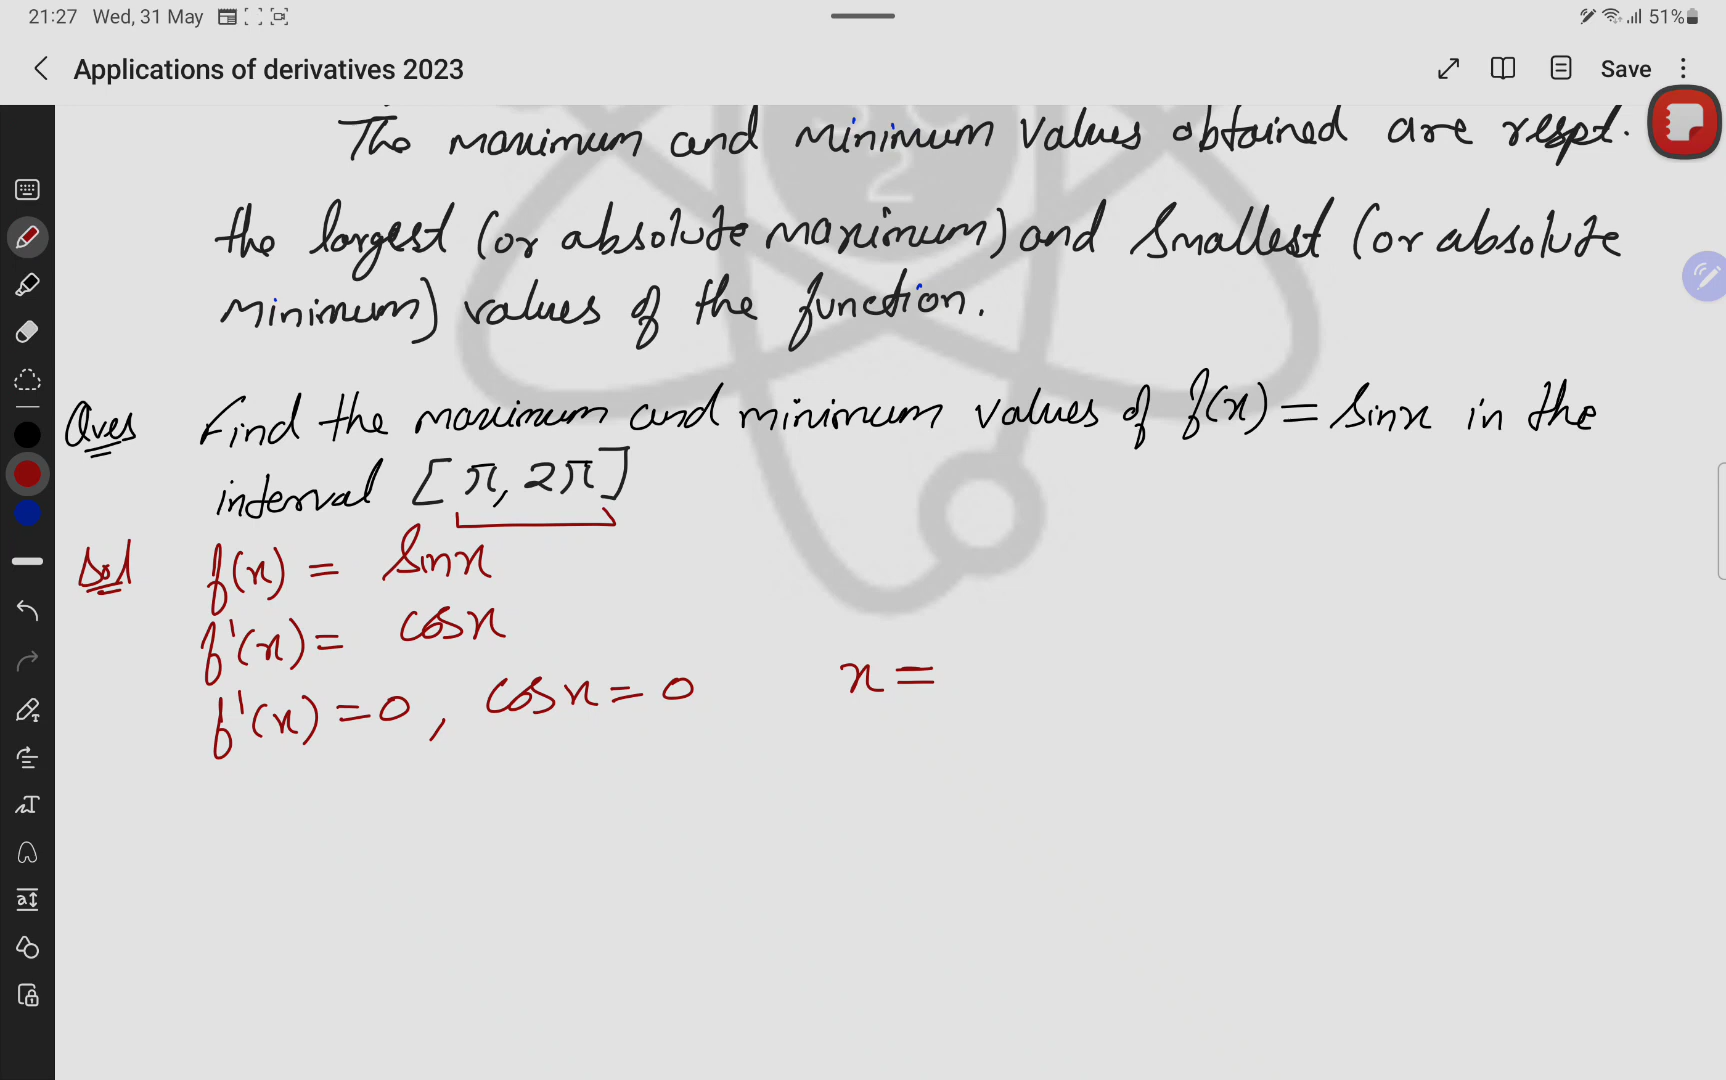 21:27 Wed, 31 May 51%
Applications of derivatives 2023 Save
The maximum and minimum values obtained are respt.
the largest (or absolute maximum) and smallest (or absolute
minimum) values of the function.
Ques Find the maximum and minimum values of f(x) = sinx in the
interval [π, 2π]
Sol f(x) = sinx
f'(x) = cosx
f'(x) = 0, cosx = 0 x =